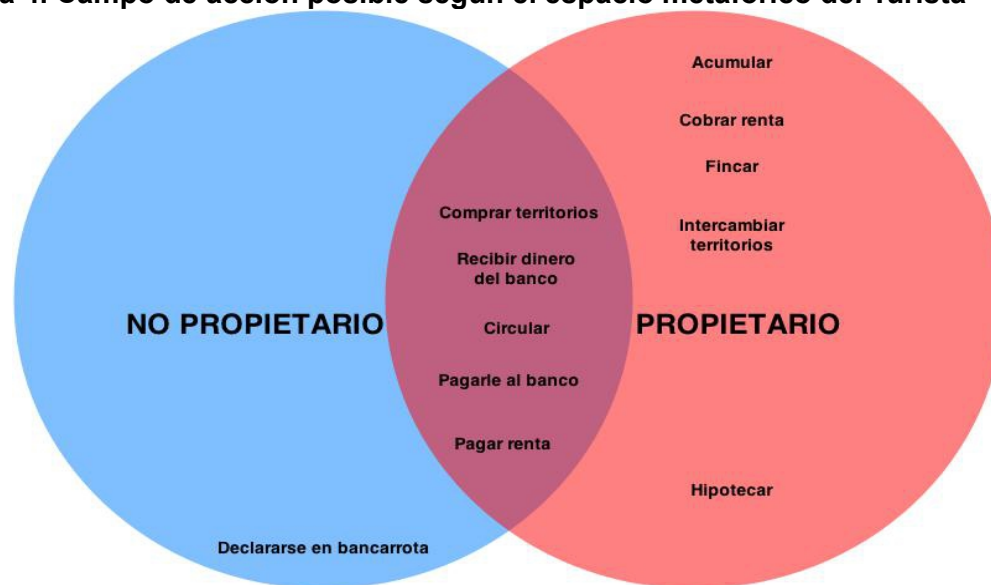 a 4. Campo de acción posible según el espacio metafórico del Turista
Acumular
Cobrar renta
Fincar
Comprar territorios
Intercambiar
territorios
Recibir dinero
del banco
NO PROPIETARIO
Circular
PROPIETARIO
Pagarle al banco
Pagar renta
Hipotecar
Declararse en bancarrota